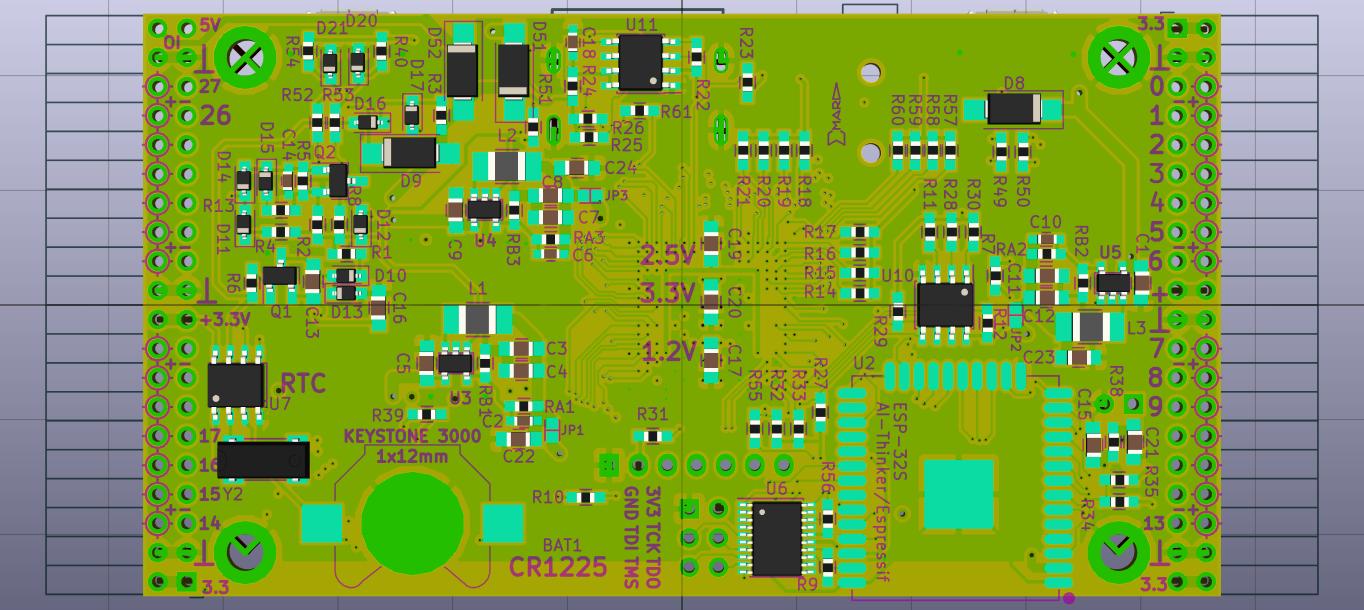 5V
D20
D21
U11
3.3
R54
R40
D52
D51
C18
R23
27
D17
R3
R24
R51
R22
D8
0
R52
R53
D16
26
R61
R60
R59
R58
R57
1
R26
R25
L2
2
D15
C14
R5
Q2
D14
D9
C24
3
R8
C8
JP3
R21
R20
R19
R18
R49
R50
R11
R28
R30
4
R13
C7
D11
R4
R2
D12
U4
RA3
C9
RB3
C6
2.5V
C19
R17
R16
R15
R14
R7
RA2
C10
RB2
U5
C1
5
6
R1
R6
D10
Q1
C13
D13
C16
3.3V
C20
U10
C11
C12
+3.3V
L1
R29
R12
JP2
L3
1.2V
C17
C23
7
C5
C3
C4
U2
8
RTC
U7
U3
RB1
R55
R32
R33
R27
R38
R39
RA1
C2
JP1
R31
ESP-32S
Ai-Thinker/Espressif
C15
9
KEYSTONE 3000
1x12mm
C22
17
16
15
Y2
14
C21
R35
R34
13
R10
GND TDI TMS
3V3 TCK TDO
U6
R56
R9
BAT1
CR1225
3.3
3.3